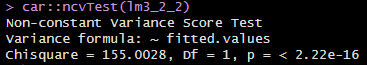 > car::ncvTest(lm3_2_2)
Non-constant Variance Score Test
Variance formula: ~ fitted.values
Chisquare = 155.0028, Df = 1, p = < 2.22e-16